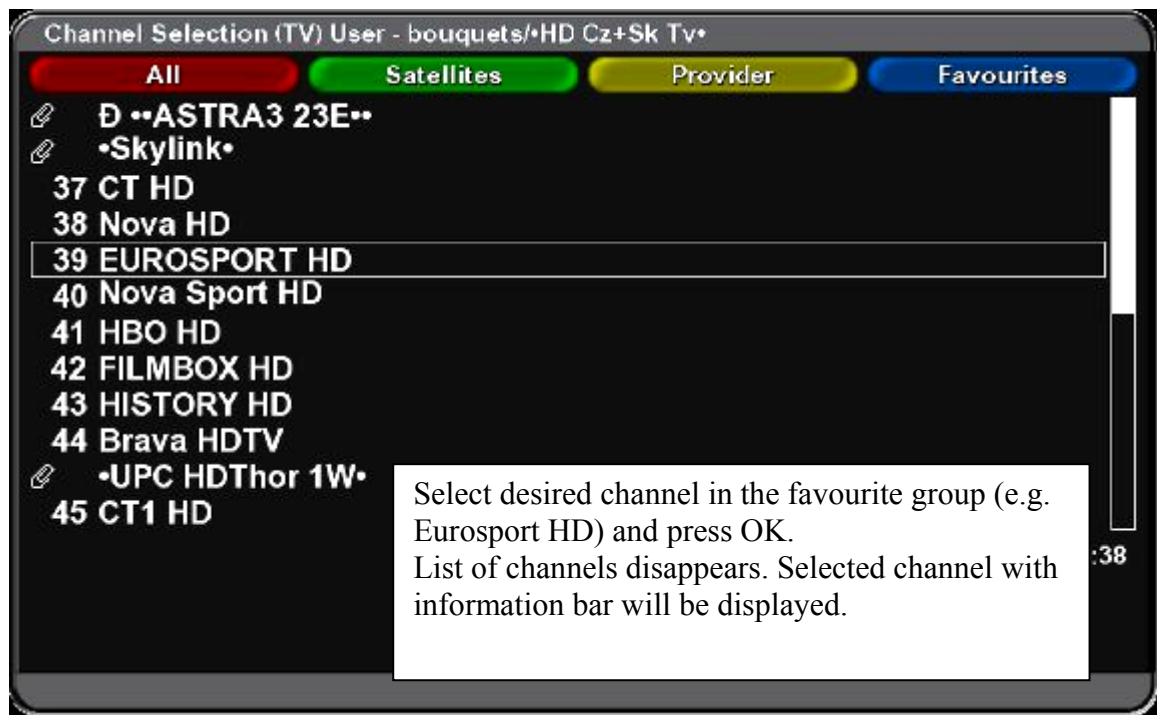 Channel Selection (TV) User - bouquets/•HD Cz+Sk Tv•
All Satellites Provider Favourites
Đ ••ASTRA3 23E••
•Skylink•
37 CT HD
38 Nova HD
39 EUROSPORT HD
40 Nova Sport HD
41 HBO HD
42 FILMBOX HD
43 HISTORY HD
44 Brava HDTV
•UPC HDThor 1W•
45 CT1 HD
:38
Select desired channel in the favourite group (e.g.
Eurosport HD) and press OK.
List of channels disappears. Selected channel with
information bar will be displayed.